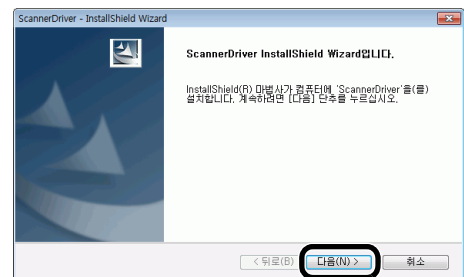 ScannerDriver - InstallShield Wizard
ScannerDriver InstallShield Wizard입니다.
InstallShield(R) 마법사가 컴퓨터에 'ScannerDriver'을(를)
설치합니다. 계속하려면 [다음] 단추를 누르십시오.
< 뒤로(B) 다음(N) > 취소